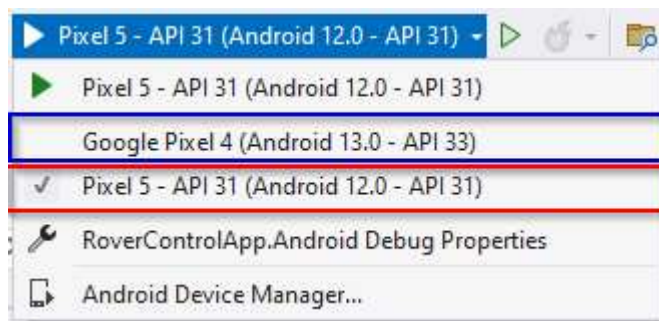 Pixel 5 - API 31 (Android 12.0 - API 31)
Pixel 5 - API 31 (Android 12.0 - API 31)
Google Pixel 4 (Android 13.0 - API 33)
Pixel 5 - API 31 (Android 12.0 - API 31)
RoverControlApp.Android Debug Properties
Android Device Manager...